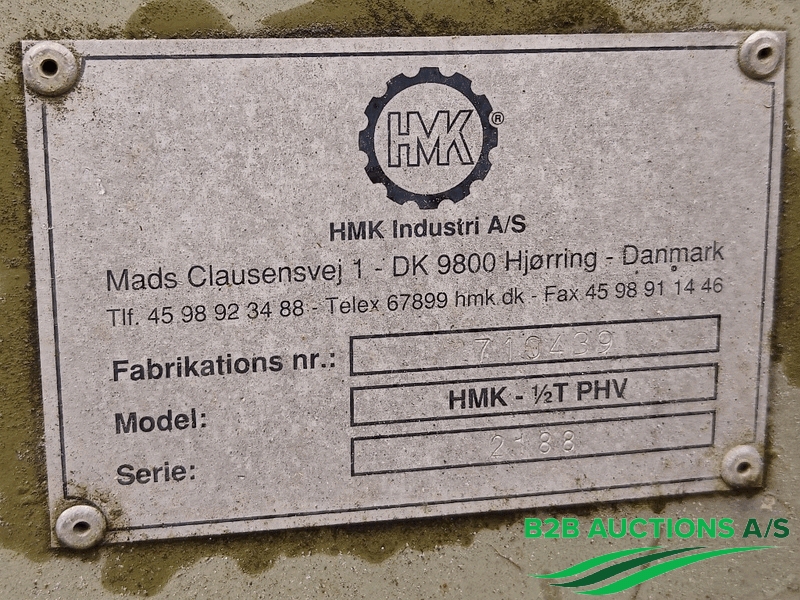 HMK®
HMK Industri A/S
Mads Clausensvej 1 - DK 9800 Hjørring - Danmark
Tlf. 45 98 92 34 88 - Telex 67899 hmk.dk - Fax 45 98 91 14 46
Fabrikations nr.:
Model: HMK - ½T PHV
Serie: 2188
B2B AUCTIONS A/S